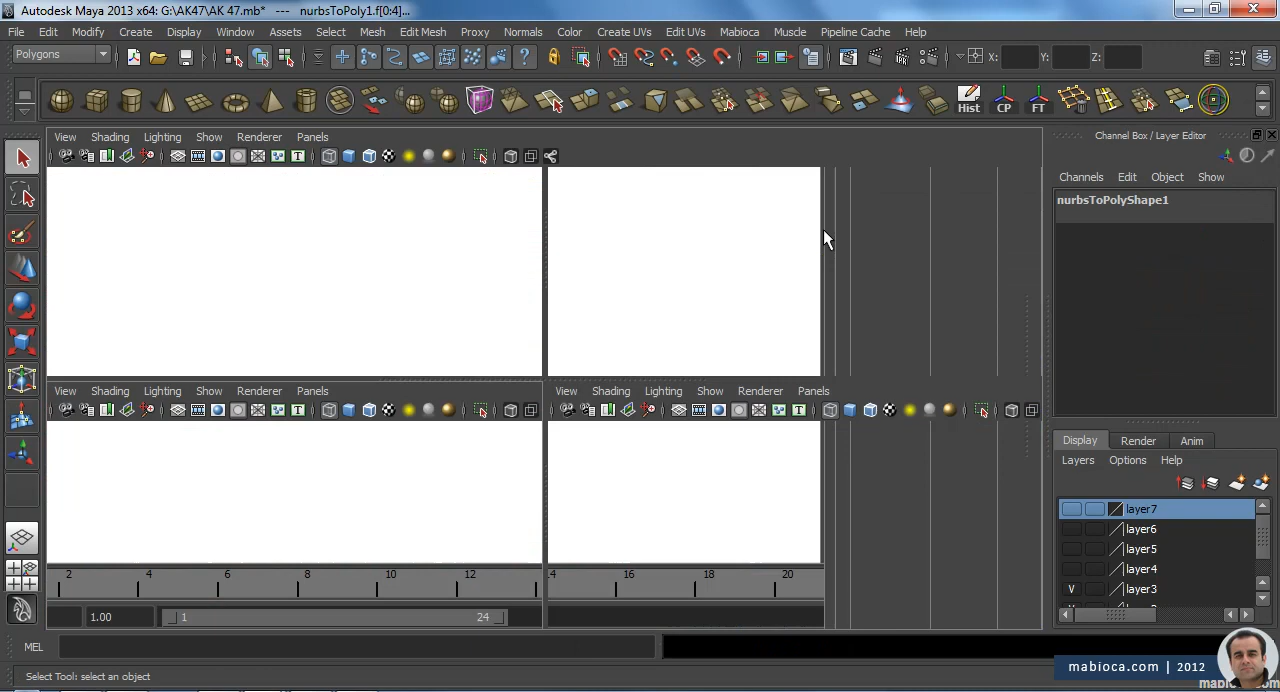 Autodesk Maya 2013 x64: G:\AK47\AK 47.mb* --- nurbsToPoly1.f[0:4]...
File Edit Modify Create Display Window Assets Select Mesh Edit Mesh Proxy Normals Color Create UVs Edit UVs Mabioca Muscle Pipeline Cache Help
Polygons X: Y: Z:
Hist CP FT
View Shading Lighting Show Renderer Panels
Channel Box / Layer Editor
Channels Edit Object Show
nurbsToPolyShape1
View Shading Lighting Show Renderer Panels
View Shading Lighting Show Renderer Panels
Display Render Anim
Layers Options Help
layer7
layer6
layer5
layer4
V layer3
2 4 6 8 10 12 14 16 18 20
1.00 1 24
MEL
Select Tool: select an object
mabioca.com | 2012